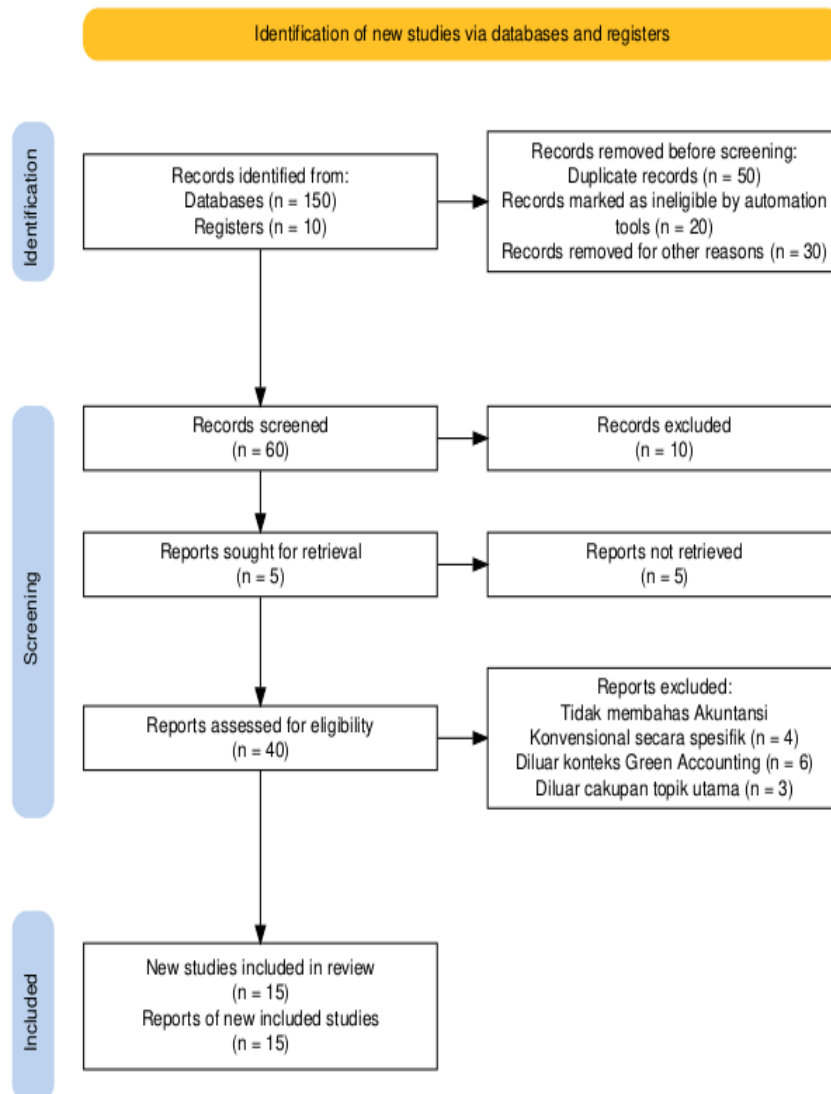 Identification of new studies via databases and registers
Identification
Records identified from:
Databases (n = 150)
Registers (n = 10)
Records removed before screening:
Duplicate records (n = 50)
Records marked as ineligible by automation
tools (n = 20)
Records removed for other reasons (n = 30)
Screening
Records screened
(n = 60)
Records excluded
(n = 10)
Reports sought for retrieval
(n = 5)
Reports not retrieved
(n = 5)
Reports assessed for eligibility
(n = 40)
Reports excluded:
Tidak membahas Akuntansi
Konvensional secara spesifik (n = 4)
Diluar konteks Green Accounting (n = 6)
Diluar cakupan topik utama (n = 3)
Included
New studies included in review
(n = 15)
Reports of new included studies
(n = 15)